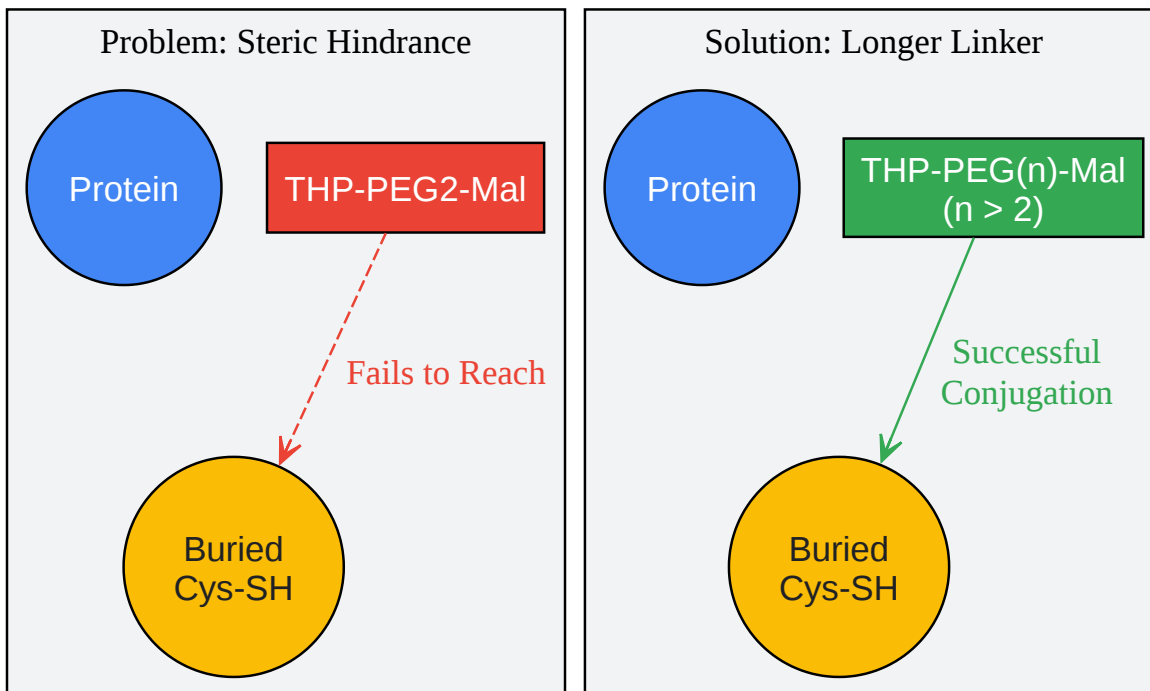 Problem: Steric Hindrance
Protein
THP-PEG2-Mal
Fails to Reach
Buried
Cys-SH
Solution: Longer Linker
Protein
THP-PEG(n)-Mal
(n > 2)
Successful
Conjugation
Buried
Cys-SH